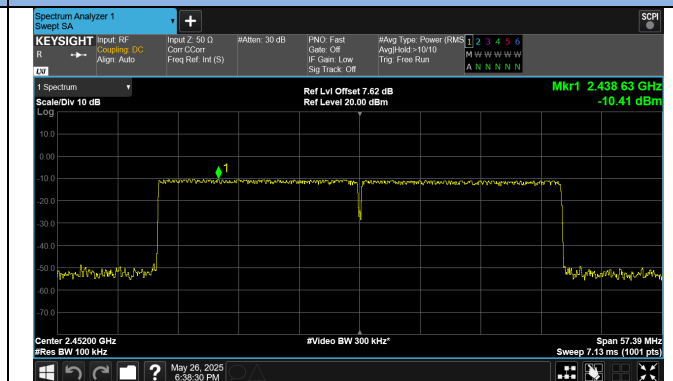 Spectrum Analyzer 1
Swept SA
SCPI
KEYSIGHT Input: RF Input Z: 50 Ω #Atten: 30 dB PNO: Fast #Avg Type: Power (RMS 1 2 3 4 5 6
R Coupling: DC Corr CCorr Gate: Off Avg|Hold:>10/10 M W W W W W
Align: Auto Freq Ref: Int (S) IF Gain: Low Trig: Free Run
LXI Sig Track: Off A N N N N N
1 Spectrum Ref Lvl Offset 7.62 dB Mkr1 2.438 63 GHz
Scale/Div 10 dB Ref Level 20.00 dBm -10.41 dBm
Log
10.0
0.00
1
-10.0
-20.0
-30.0
-40.0
-50.0
-60.0
-70.0
Center 2.45200 GHz #Video BW 300 kHz* Span 57.39 MHz
#Res BW 100 kHz Sweep 7.13 ms (1001 pts)
? May 26, 2025
6:38:30 PM